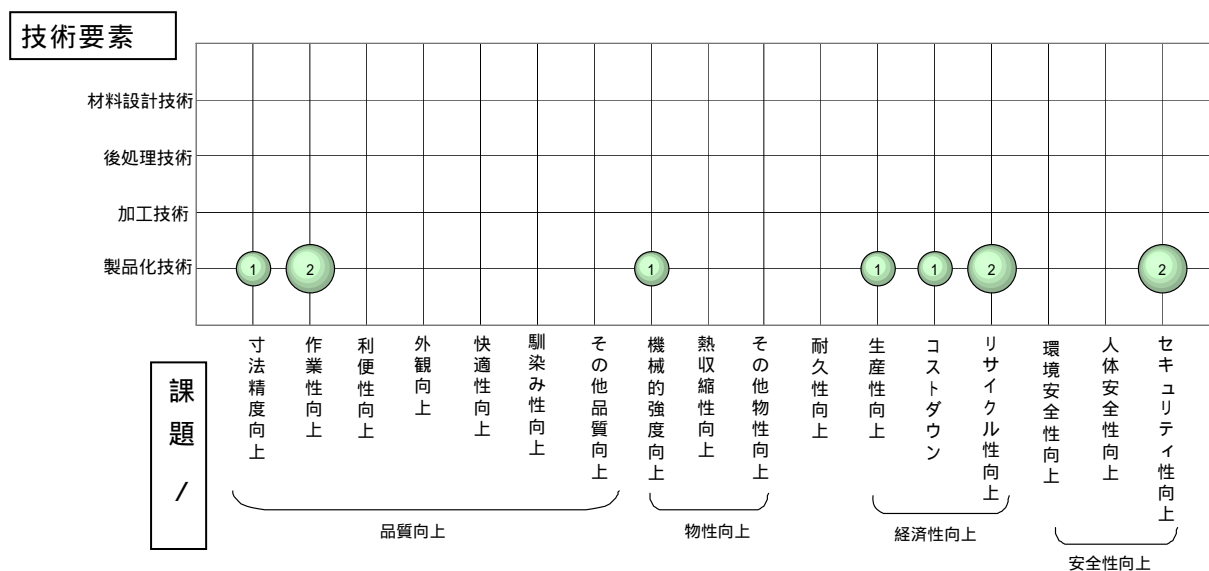 技術要素
材料設計技術
後処理技術
加工技術
製品化技術
1
2
1
1
1
2
2
寸法精度向上
作業性向上
利便性向上
外観向上
快適性向上
馴染み性向上
その他品質向上
機械的強度向上
熱収縮性向上
その他物性向上
耐久性向上
生産性向上
コストダウン
リサイクル性向上
環境安全性向上
人体安全性向上
セキュリティ性向上
課題/
品質向上
物性向上
経済性向上
安全性向上